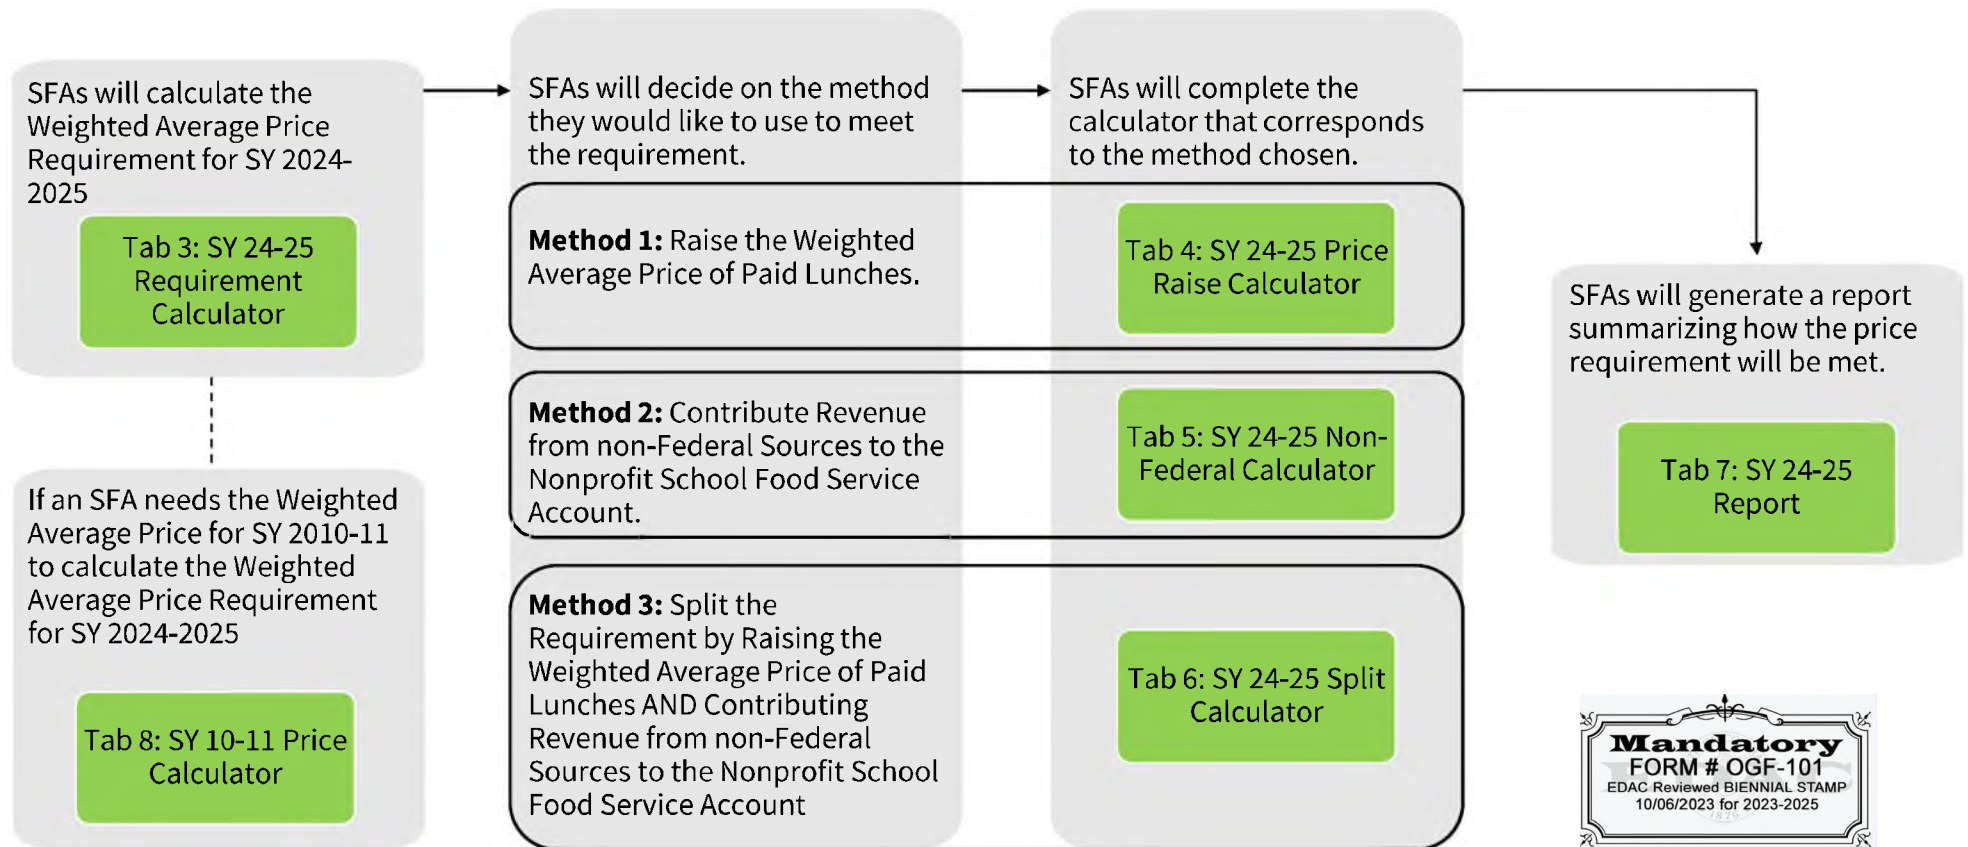 SFAs will calculate the
Weighted Average Price
Requirement for SY 2024-
2025
Tab 3: SY 24-25
Requirement
Calculator
If an SFA needs the Weighted
Average Price for SY 2010-11
to calculate the Weighted
Average Price Requirement
for SY 2024-2025
Tab 8: SY 10-11 Price
Calculator
SFAs will decide on the method
they would like to use to meet
the requirement.
Method 1: Raise the Weighted
Average Price of Paid Lunches.
Method 2: Contribute Revenue
from non-Federal Sources to the
Nonprofit School Food Service
Account.
Method 3: Split the
Requirement by Raising the
Weighted Average Price of Paid
Lunches AND Contributing
Revenue from non-Federal
Sources to the Nonprofit School
Food Service Account
SFAs will complete the
calculator that corresponds
to the method chosen.
Tab 4: SY 24-25 Price
Raise Calculator
Tab 5: SY 24-25 Non-
Federal Calculator
Tab 6: SY 24-25 Split
Calculator
SFAs will generate a report
summarizing how the price
requirement will be met.
Tab 7: SY 24-25
Report
Mandatory
FORM # OGF-101
EDAC Reviewed BIENNIAL STAMP
10/06/2023 for 2023-2025
1876